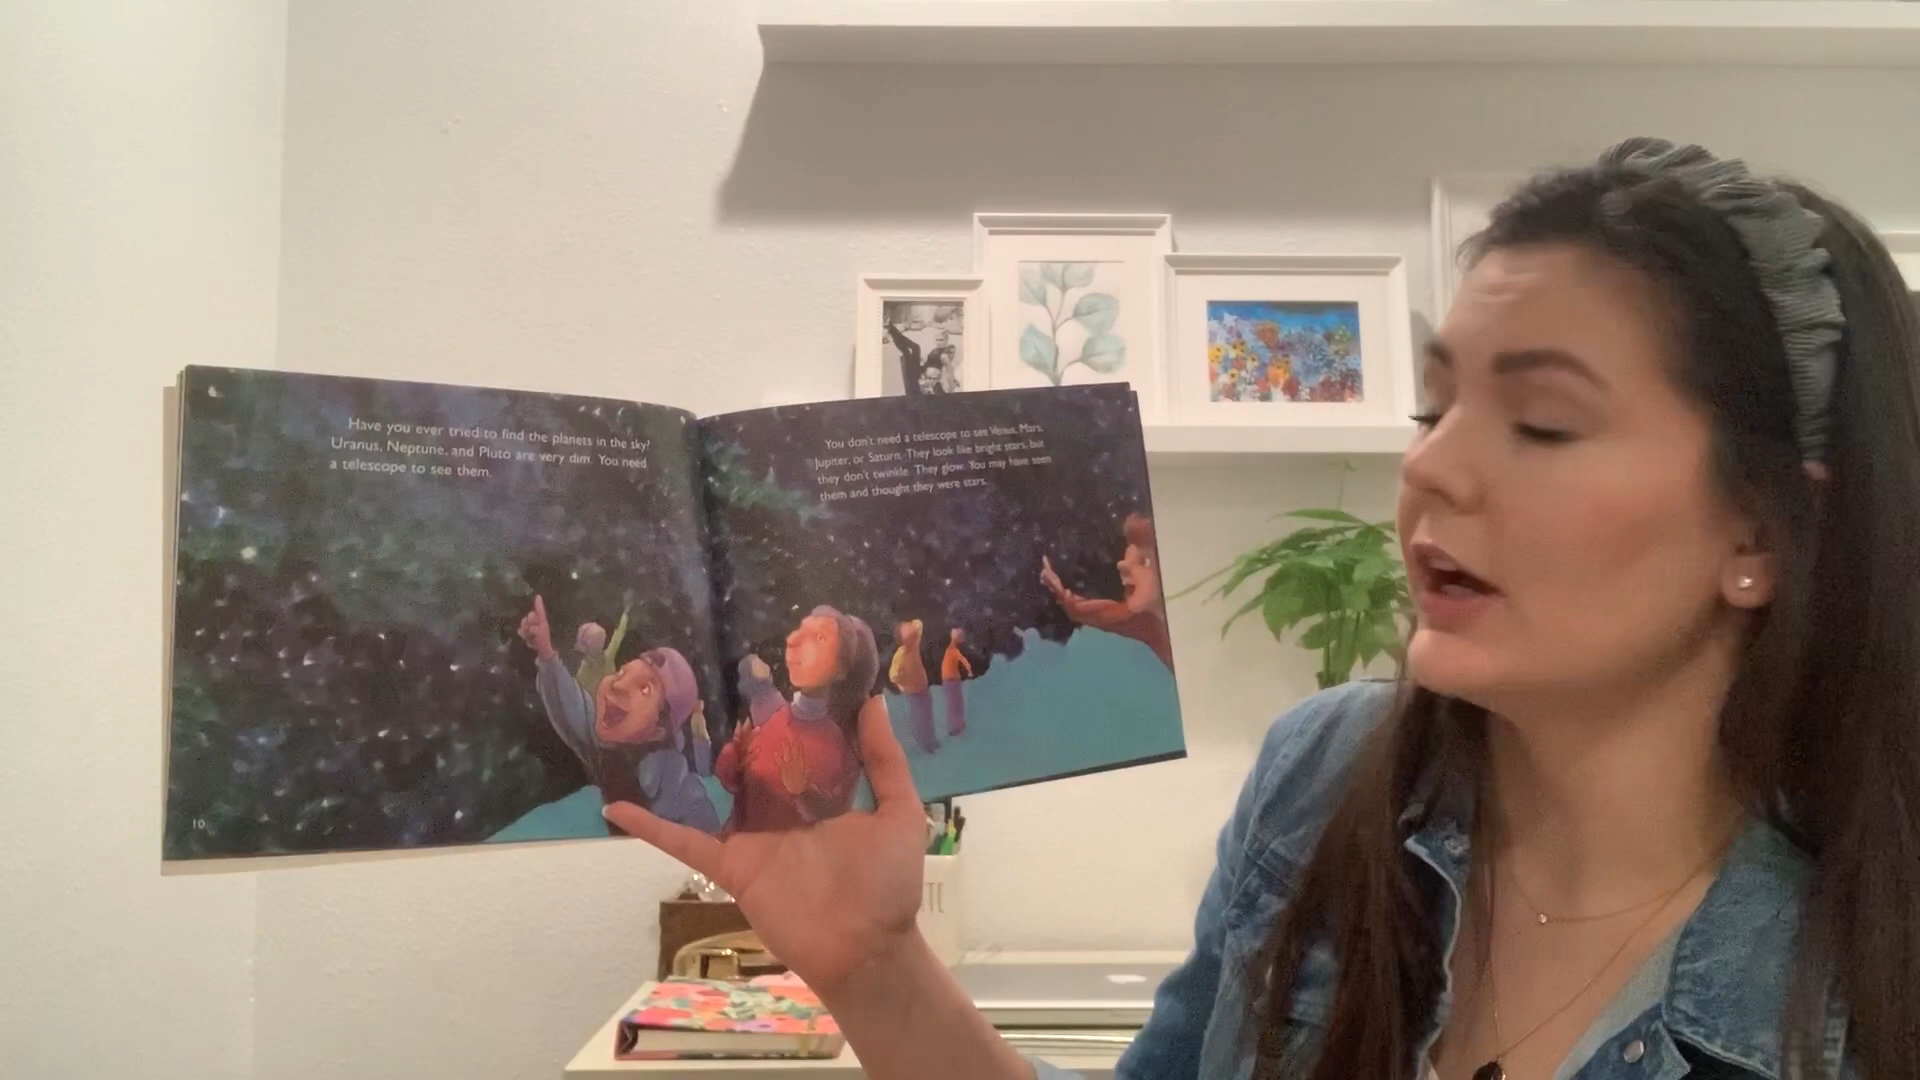 Have you ever tried to find the planets in the sky?
Uranus, Neptune, and Pluto are very dim. You need
a telescope to see them.
You don't need a telescope to see Venus, Mars,
Jupiter, or Saturn. They look like bright stars, but
they don't twinkle. They glow. You may have seen
them and thought they were stars.
10